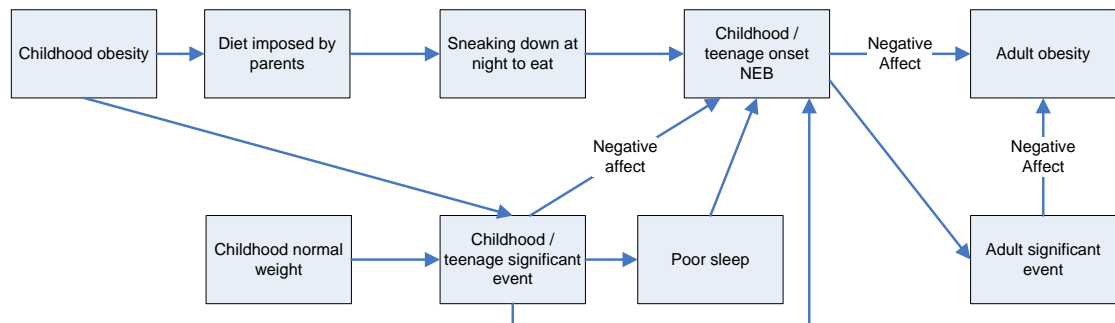 Childhood obesity
Diet imposed by
parents
Sneaking down at
night to eat
Childhood /
teenage onset
NEB
Negative
Affect
Adult obesity
Negative
affect
Negative
Affect
Childhood normal
weight
Childhood /
teenage significant
event
Poor sleep
Adult significant
event